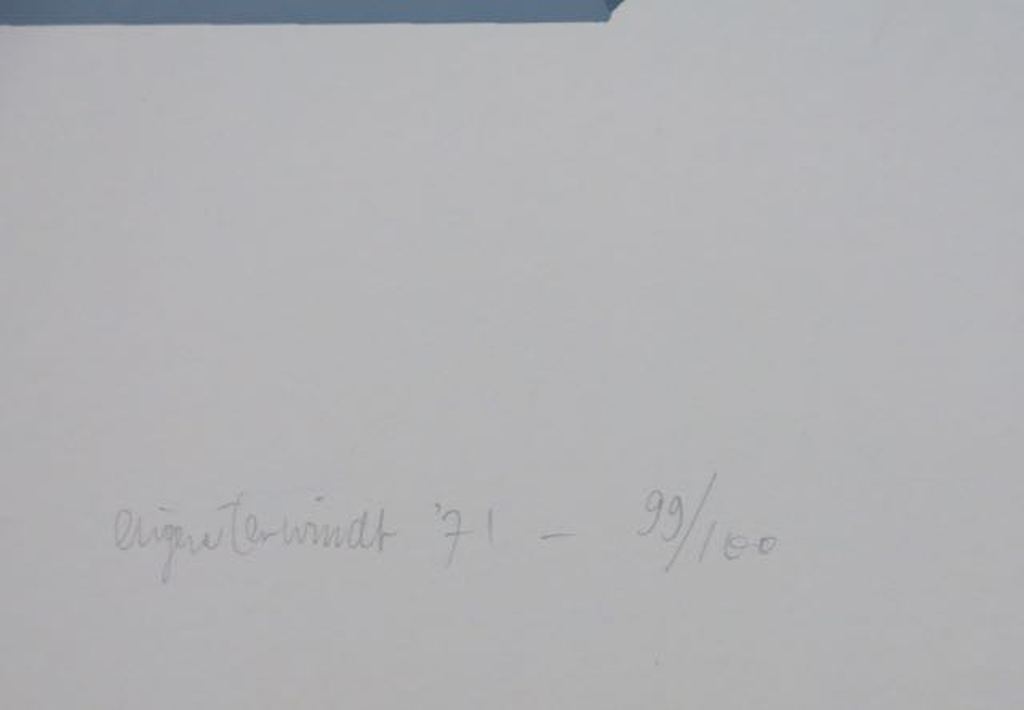 eugene terwindt '71 – 99/100